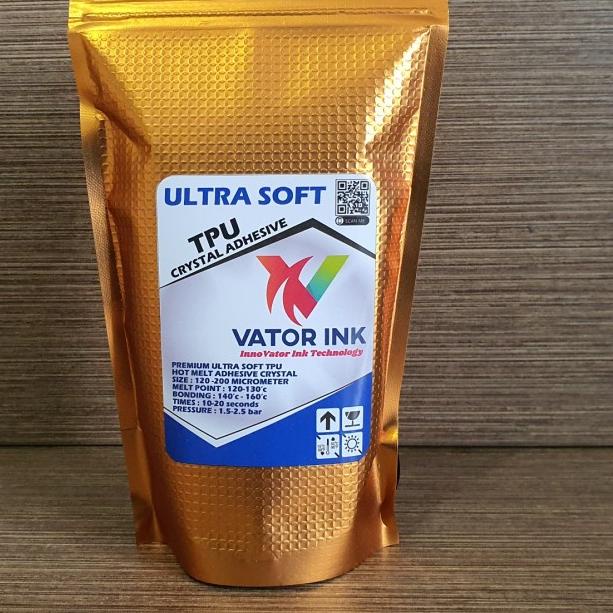 ULTRA SOFT
SCAN ME
TPU
CRYSTAL ADHESIVE
VATOR INK
InnoVator Ink Technology
PREMIUM ULTRA SOFT TPU
HOT MELT ADHESIVE CRYSTAL
SIZE : 120 -200 MICROMETER
MELT POINT : 120-130°c
BONDING : 140°c - 160°c
TIMES : 10-20 seconds
PRESSURE : 1.5-2.5 bar